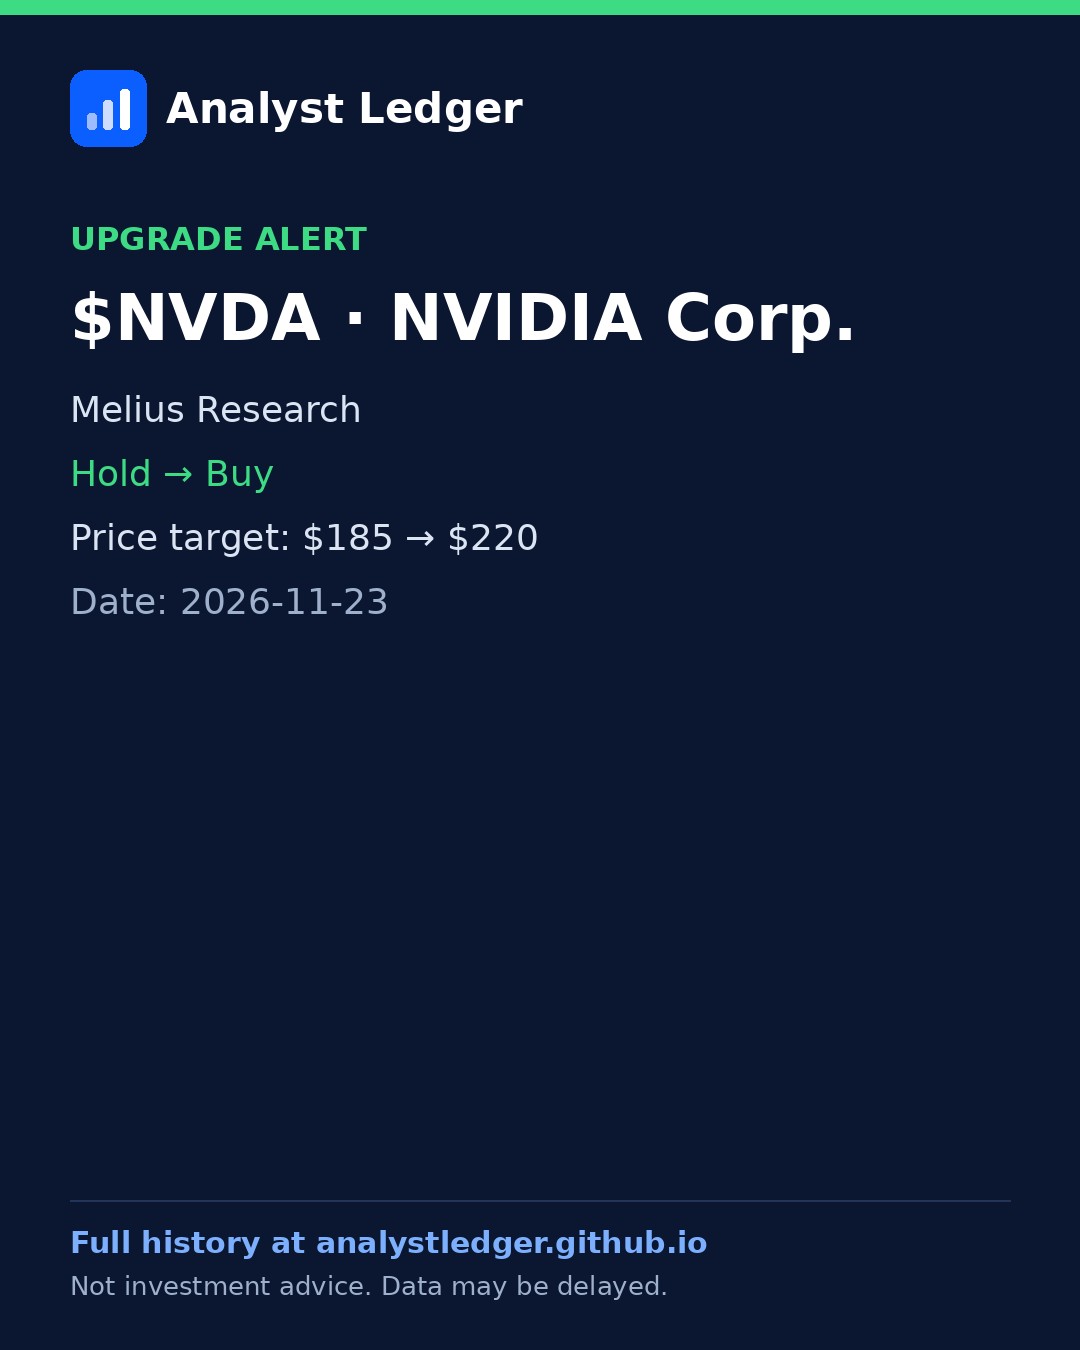 Analyst Ledger
UPGRADE ALERT
$NVDA · NVIDIA Corp.
Melius Research
Hold → Buy
Price target: $185 → $220
Date: 2026-11-23
Full history at analystledger.github.io
Not investment advice. Data may be delayed.